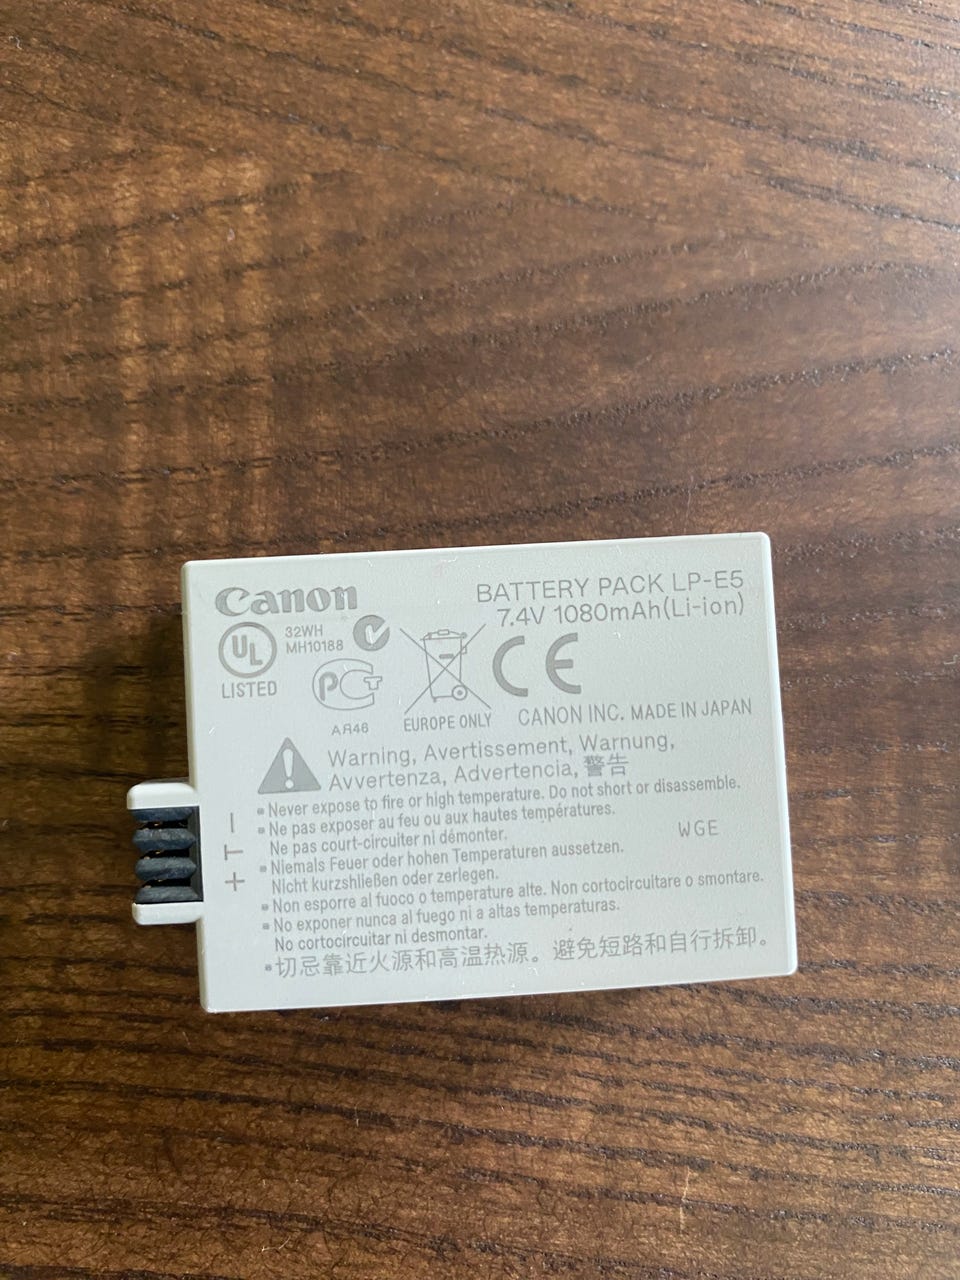 Canon
BATTERY PACK LP-E5
7.4V 1080mAh(Li-ion)
UL
LISTED
32WH
MH10188
PCT
AЯ46
EUROPE ONLY
CE
CANON INC. MADE IN JAPAN
Warning, Avertissement, Warnung,
Avvertenza, Advertencia, 警告
Never expose to fire or high temperature. Do not short or disassemble.
Ne pas exposer au feu ou aux hautes températures.
Ne pas court-circuiter ni démonter.
WGE
Niemals Feuer oder hohen Temperaturen aussetzen.
Nicht kurzshließen oder zerlegen.
Non esporre al fuoco o temperature alte. Non cortocircuitare o smontare.
No exponer nunca al fuego ni a altas temperaturas.
No cortocircuitar ni desmontar.
切忌靠近火源和高温热源。避免短路和自行拆卸。
− T +